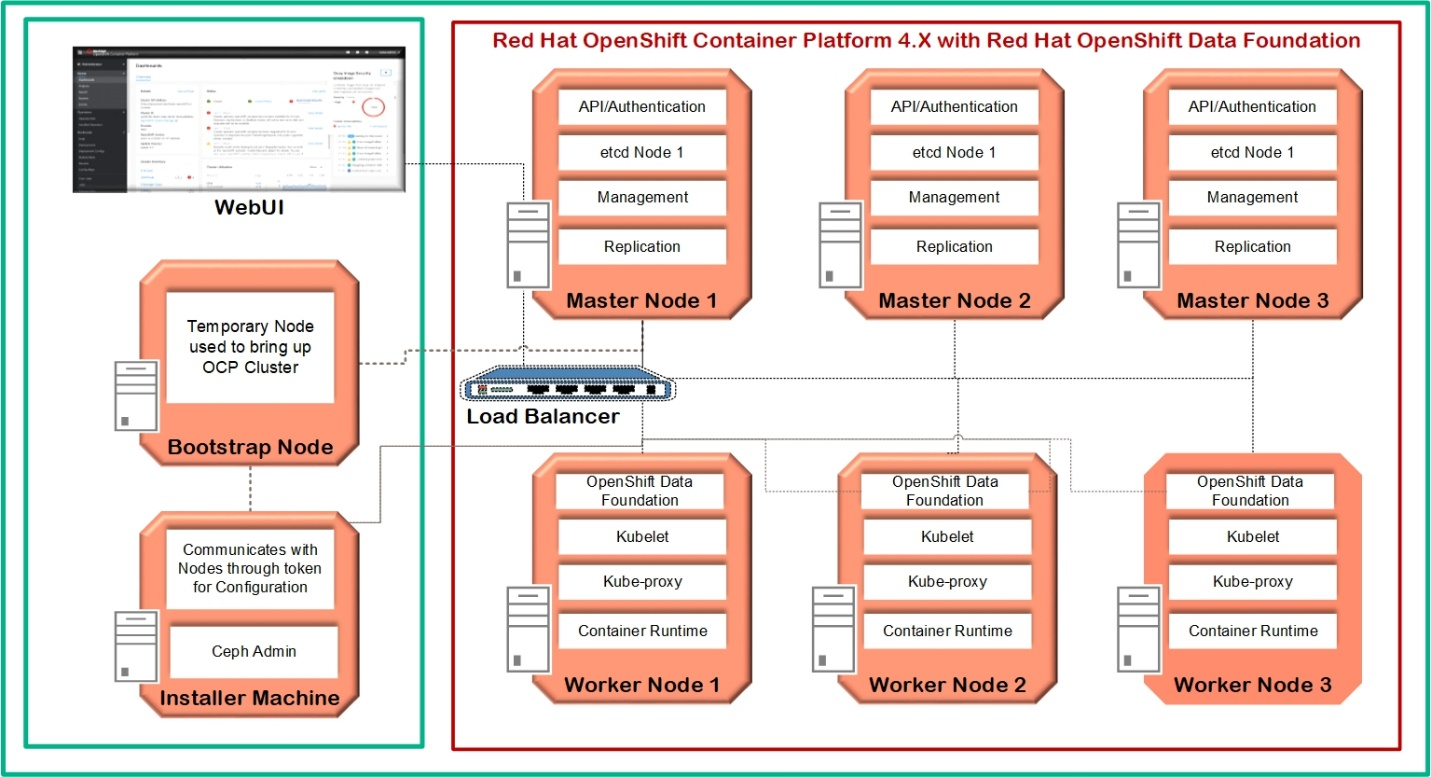 Red Hat OpenShift Container Platform 4.X with Red Hat OpenShift Data Foundation
Dashboards
WebUI
Temporary Node
used to bring up
OCP Cluster
Bootstrap Node
Communicates with
Nodes through token
for Configuration
Ceph Admin
Installer Machine
API/Authentication
etcd Node 1
Management
Replication
Master Node 1
API/Authentication
etcd Node 1
Management
Replication
Master Node 2
API/Authentication
etcd Node 1
Management
Replication
Master Node 3
Load Balancer
OpenShift Data
Foundation
Kubelet
Kube-proxy
Container Runtime
Worker Node 1
OpenShift Data
Foundation
Kubelet
Kube-proxy
Container Runtime
Worker Node 2
OpenShift Data
Foundation
Kubelet
Kube-proxy
Container Runtime
Worker Node 3